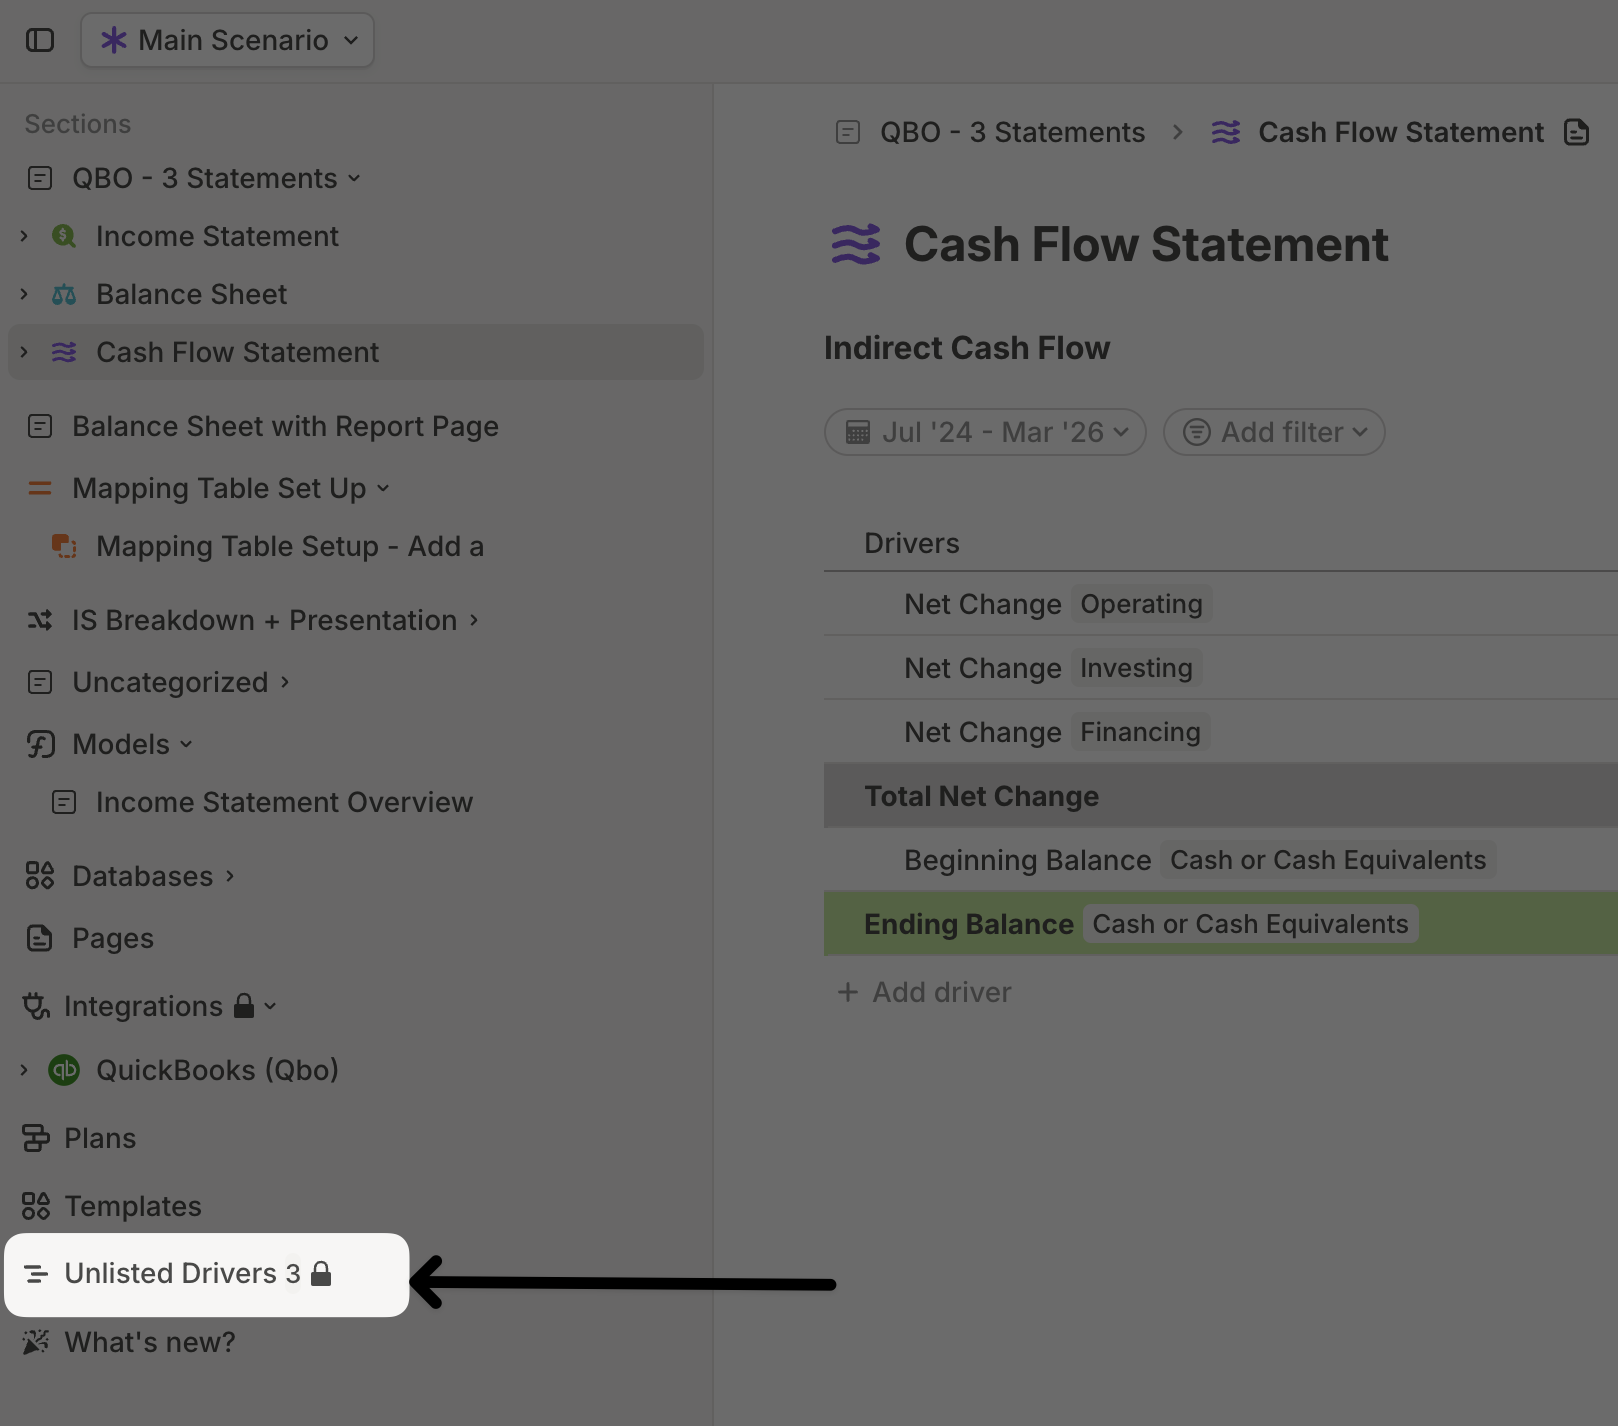 Main Scenario
Sections
QBO - 3 Statements
Income Statement
Balance Sheet
Cash Flow Statement
Balance Sheet with Report Page
Mapping Table Set Up
Mapping Table Setup - Add a
IS Breakdown + Presentation
Uncategorized
Models
Income Statement Overview
Databases
Pages
Integrations
QuickBooks (Qbo)
Plans
Templates
Unlisted Drivers 3
What's new?
QBO - 3 Statements > Cash Flow Statement
Cash Flow Statement
Indirect Cash Flow
Jul '24 - Mar '26 Add filter
Drivers
Net Change Operating
Net Change Investing
Net Change Financing
Total Net Change
Beginning Balance Cash or Cash Equivalents
Ending Balance Cash or Cash Equivalents
+ Add driver